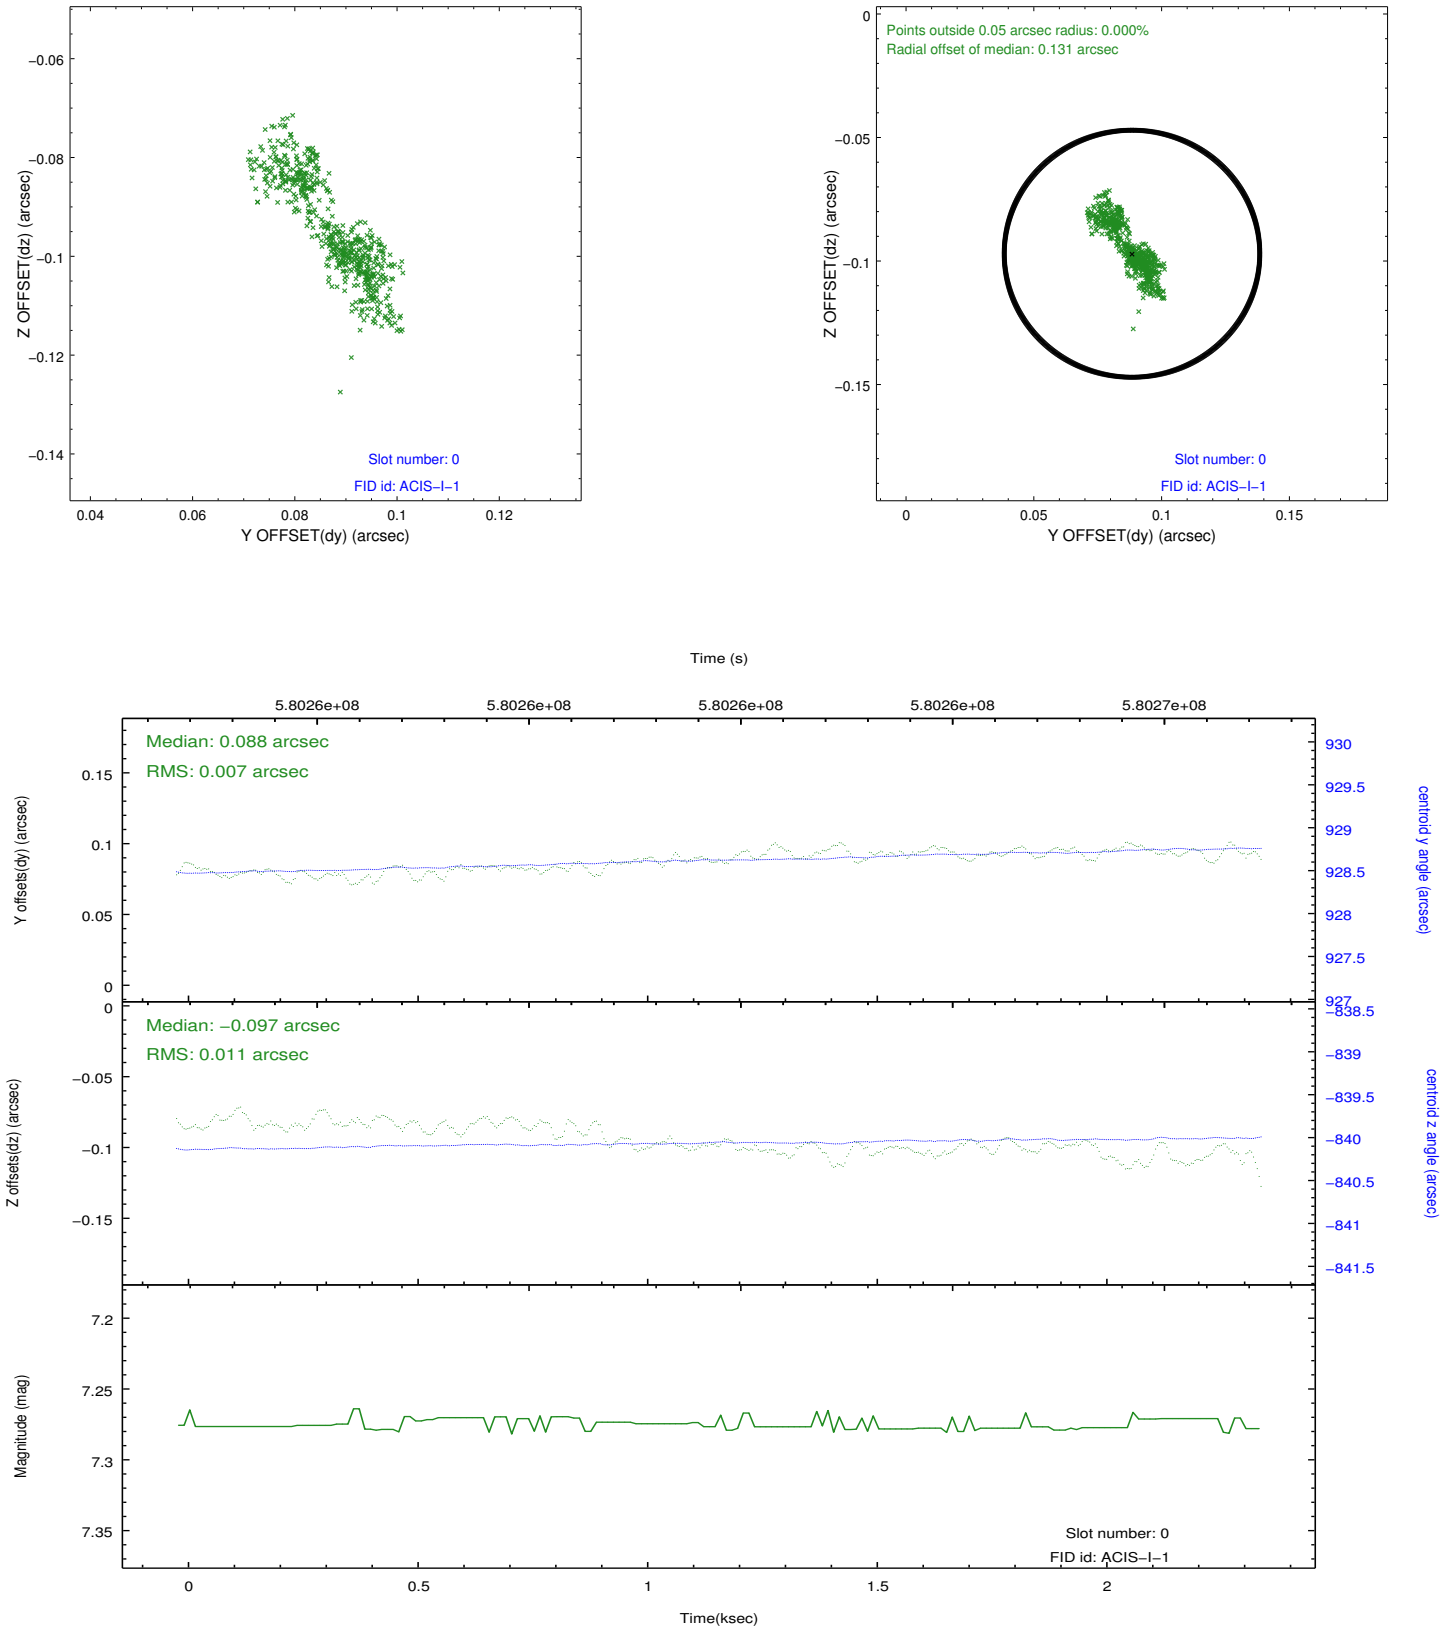 −0.06
−0.08
−0.1
−0.12
−0.14
Z OFFSET(dz) (arcsec)
0.04
0.06
0.08
0.1
0.12
Y OFFSET(dy) (arcsec)
Slot number: 0
FID id: ACIS−I−1
Points outside 0.05 arcsec radius: 0.000%
Radial offset of median: 0.131 arcsec
0
−0.05
−0.1
−0.15
Z OFFSET(dz) (arcsec)
0
0.05
0.1
0.15
Y OFFSET(dy) (arcsec)
Slot number: 0
FID id: ACIS−I−1
Time (s)
5.8026e+08
5.8026e+08
5.8026e+08
5.8026e+08
5.8027e+08
Median: 0.088 arcsec
RMS: 0.007 arcsec
0.15
0.1
0.05
0
Y offsets(dy) (arcsec)
930
929.5
929
928.5
928
927.5
927
centroid y angle (arcsec)
Median: −0.097 arcsec
RMS: 0.011 arcsec
0
−0.05
−0.1
−0.15
Z offsets(dz) (arcsec)
−838.5
−839
−839.5
−840
−840.5
−841
−841.5
centroid z angle (arcsec)
7.2
7.25
7.3
7.35
Magnitude (mag)
Slot number: 0
FID id: ACIS−I−1
0
0.5
1
1.5
2
Time(ksec)